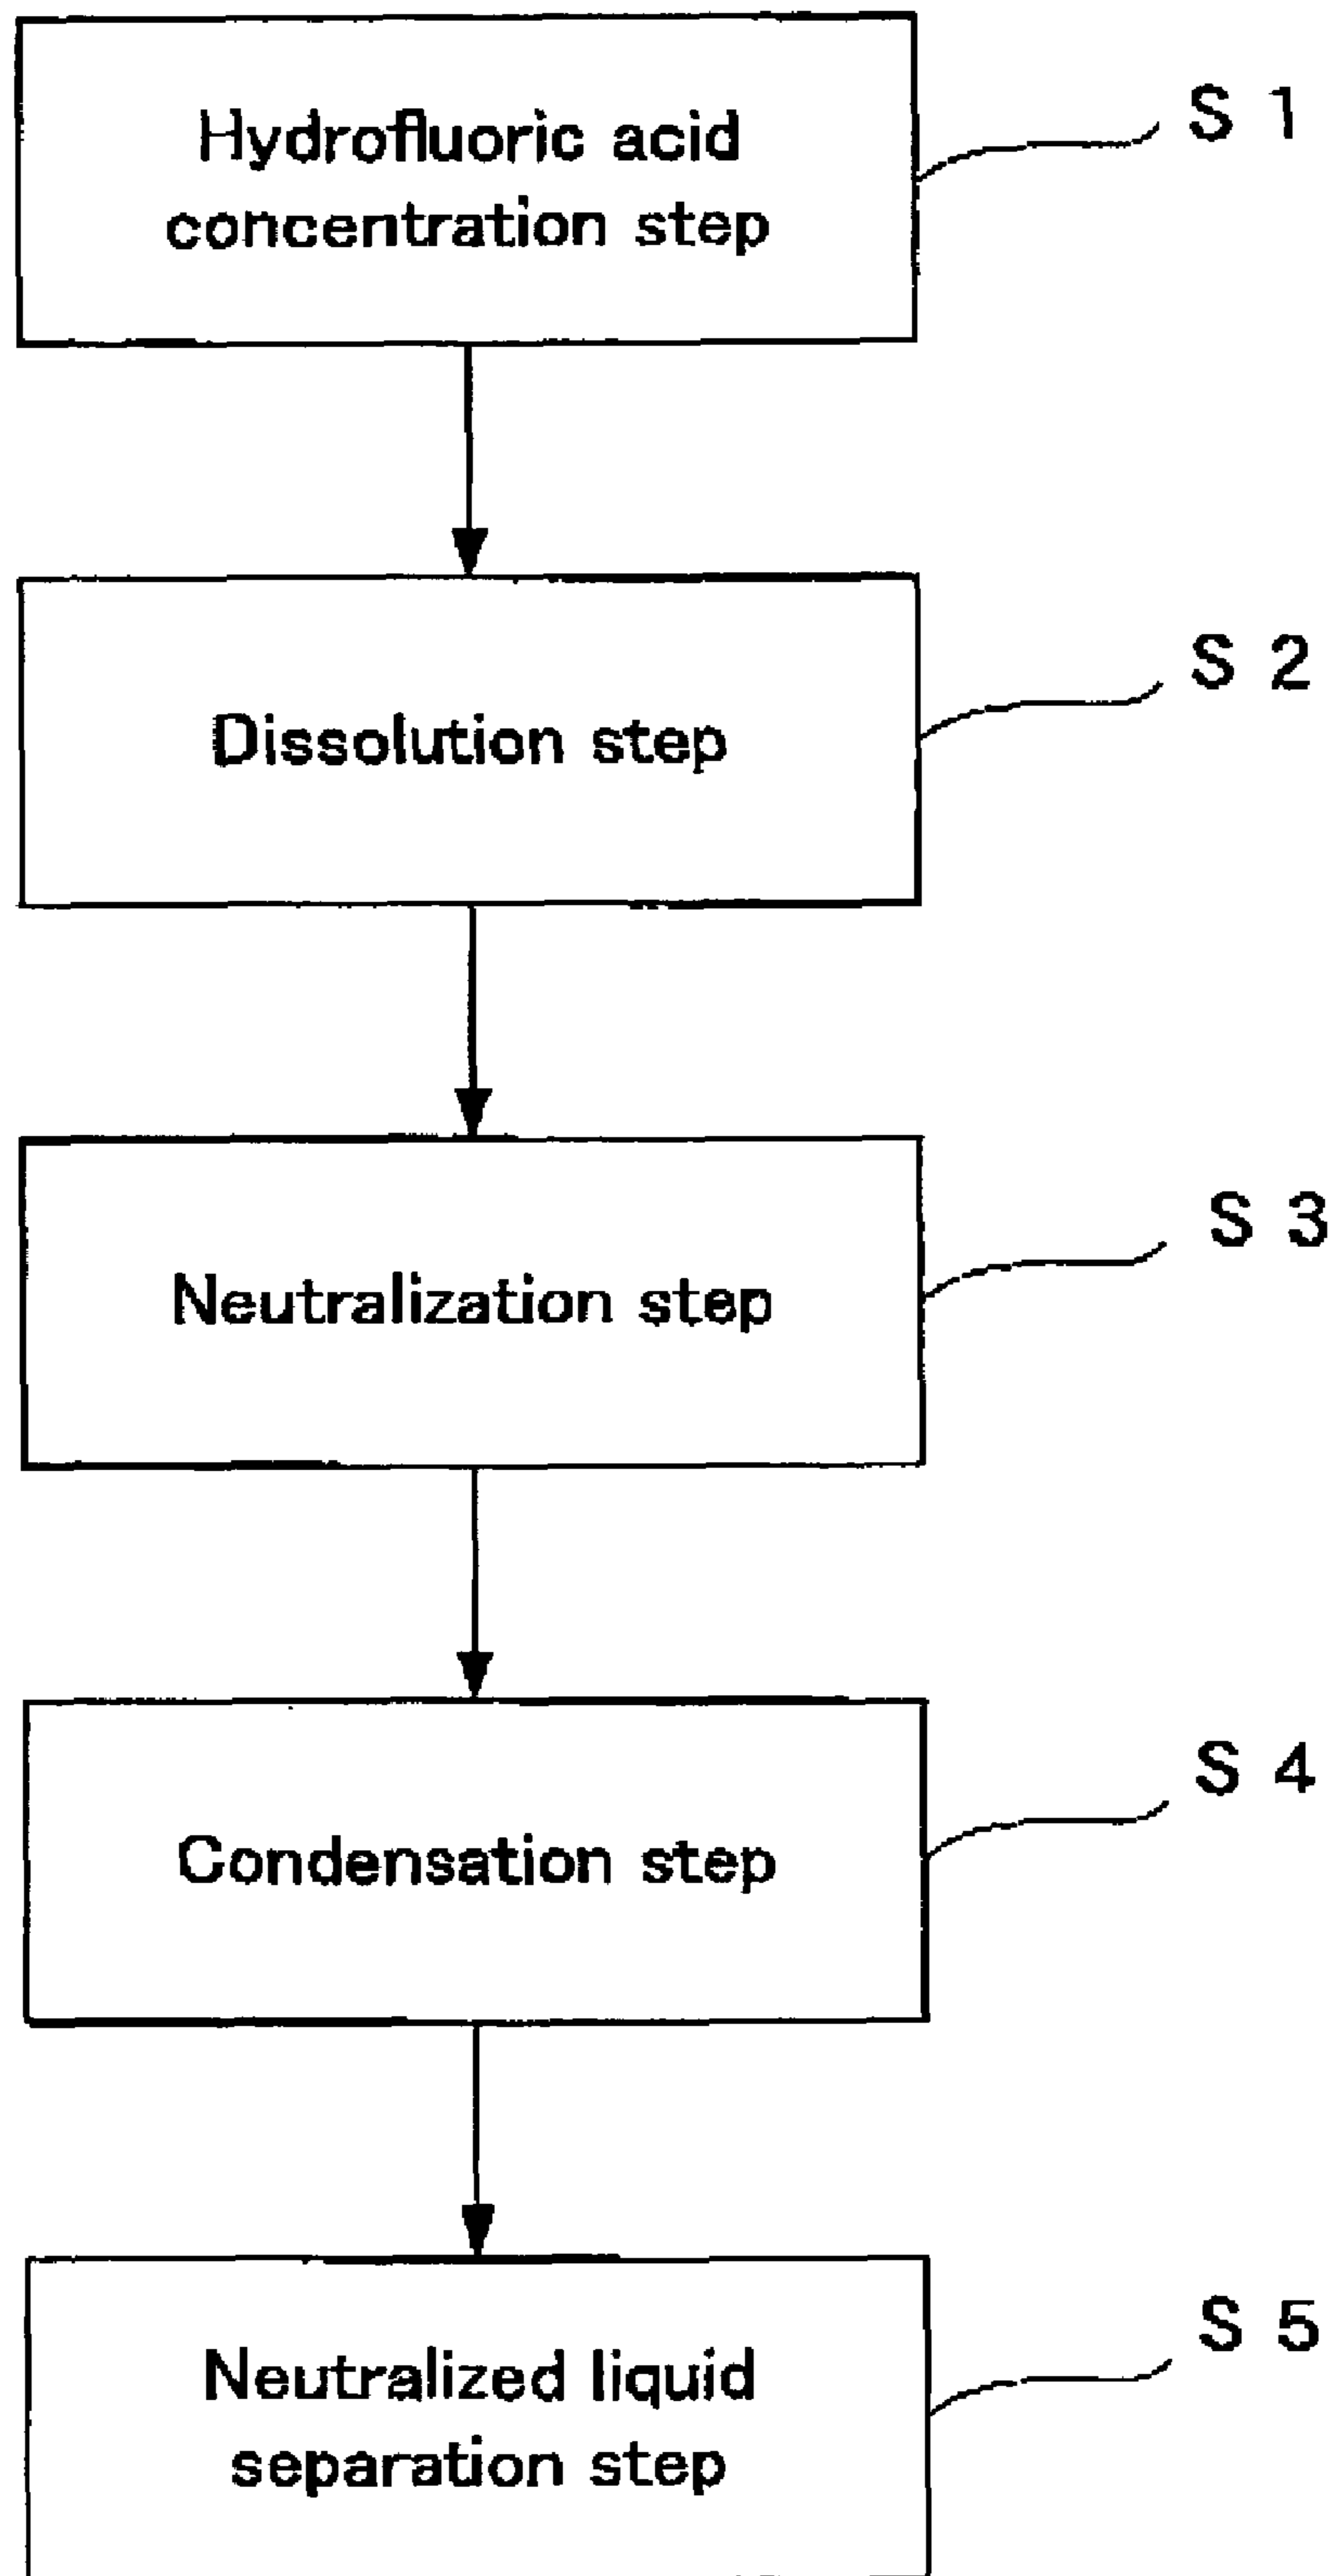 Hydrofluoric acid
concentration step
S 1
Dissolution step
S 2
Neutralization step
S 3
Condensation step
S 4
Neutralized liquid
separation step
S 5